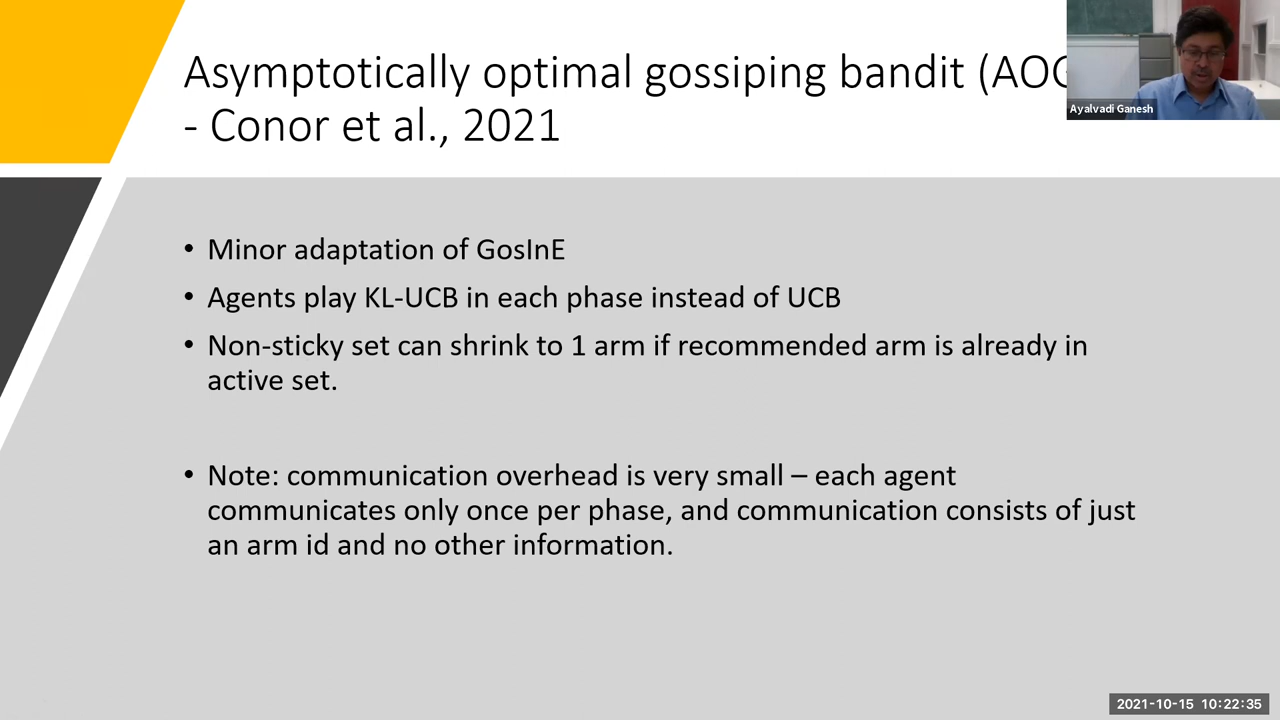 Asymptotically optimal gossiping bandit
- Conor et al., 2021
Ayalvadi Ganesh
• Minor adaptation of GosInE
• Agents play KL-UCB in each phase instead of UCB
• Non-sticky set can shrink to 1 arm if recommended arm is already in
active set.
• Note: communication overhead is very small – each agent
communicates only once per phase, and communication consists of just
an arm id and no other information.
2021-10-15 10:22:35